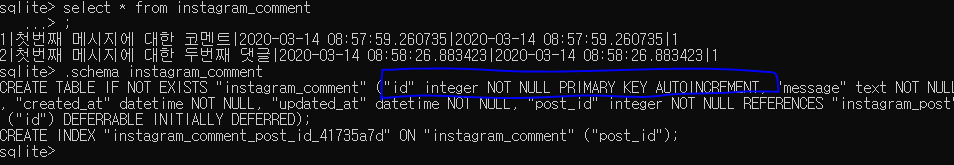 sqlite> select * from instagram_comment
   ...> ;
1|첫번째 메시지에 대한 코멘트|2020-03-14 08:57:59.260735|2020-03-14 08:57:59.260735|1
2|첫번째 메시지에 대한 두번째 댓글|2020-03-14 08:58:26.883423|2020-03-14 08:58:26.883423|1
sqlite> .schema instagram_comment
CREATE TABLE IF NOT EXISTS "instagram_comment" ("id" integer NOT NULL PRIMARY KEY AUTOINCREMENT, "message" text NOT NULL
, "created_at" datetime NOT NULL, "updated_at" datetime NOT NULL, "post_id" integer NOT NULL REFERENCES "instagram_post"
 ("id") DEFERRABLE INITIALLY DEFERRED);
CREATE INDEX "instagram_comment_post_id_41735a7d" ON "instagram_comment" ("post_id");
sqlite>